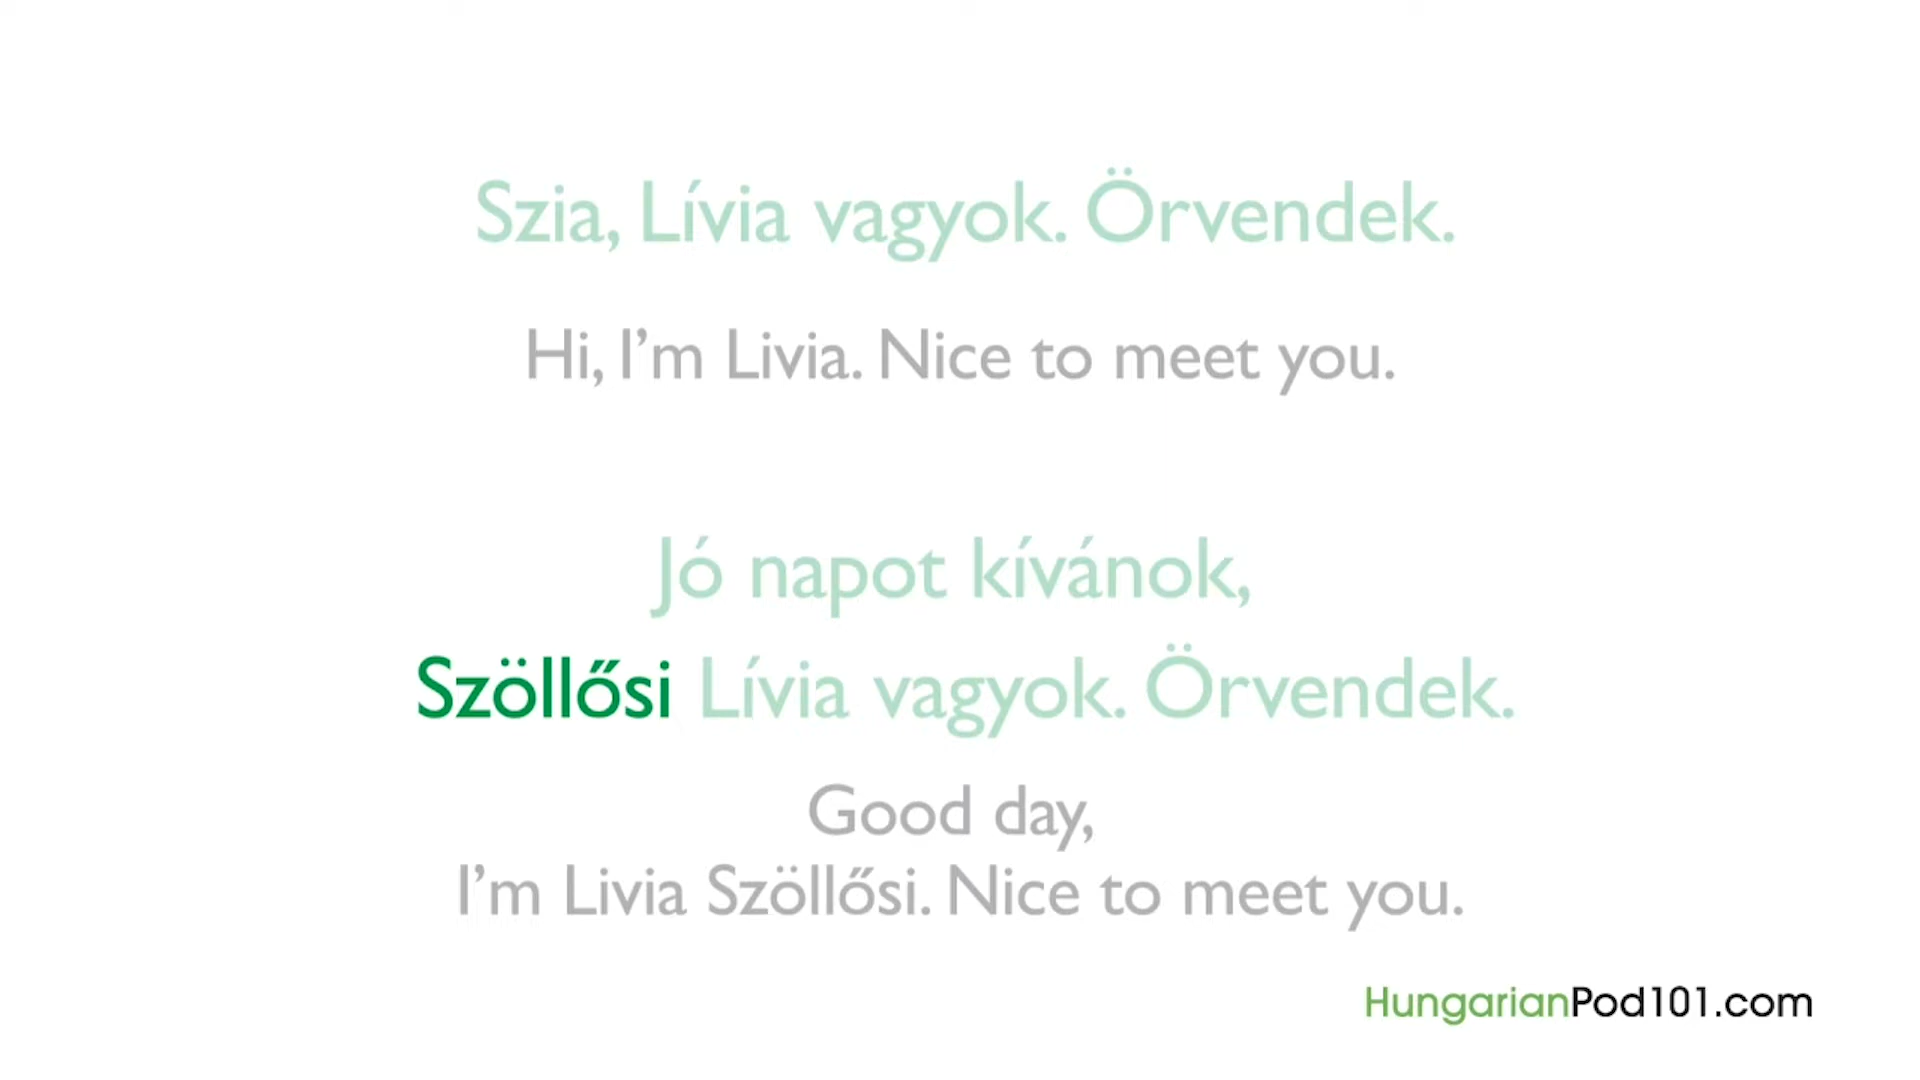 Szia, Lívia vagyok. Örvendek.
Hi, I’m Livia. Nice to meet you.
Jó napot kívánok,
Szöllősi Lívia vagyok. Örvendek.
Good day,
I’m Livia Szöllősi. Nice to meet you.
HungarianPod101.com